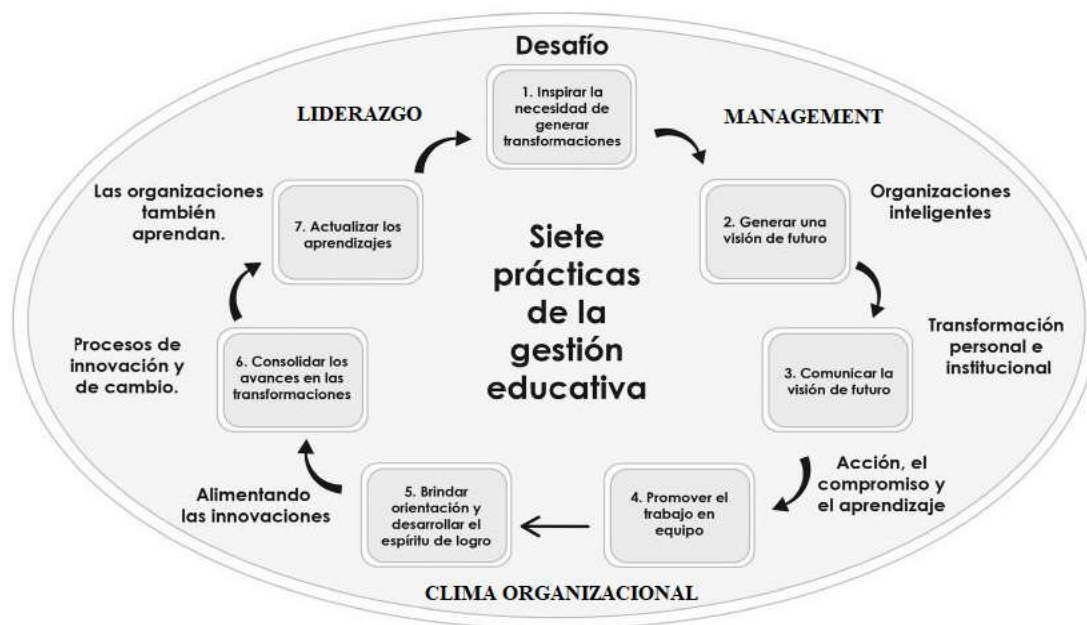 Desafío
1. Inspirar la
necesidad de
generar
transformaciones
LIDERAZGO
MANAGEMENT
Organizaciones
inteligentes
2. Generar una
visión de futuro
Transformación
personal e
institucional
3. Comunicar la
visión de futuro
Acción, el
compromiso y
el aprendizaje
4. Promover el
trabajo en
equipo
5. Brindar
orientación y
desarrollar el
espíritu de logro
Alimentando
las innovaciones
6. Consolidar los
avances en las
transformaciones
Procesos de
innovación y
de cambio.
7. Actualizar los
aprendizajes
Las organizaciones
también
aprendan.
Siete
prácticas
de la
gestión
educativa
CLIMA ORGANIZACIONAL